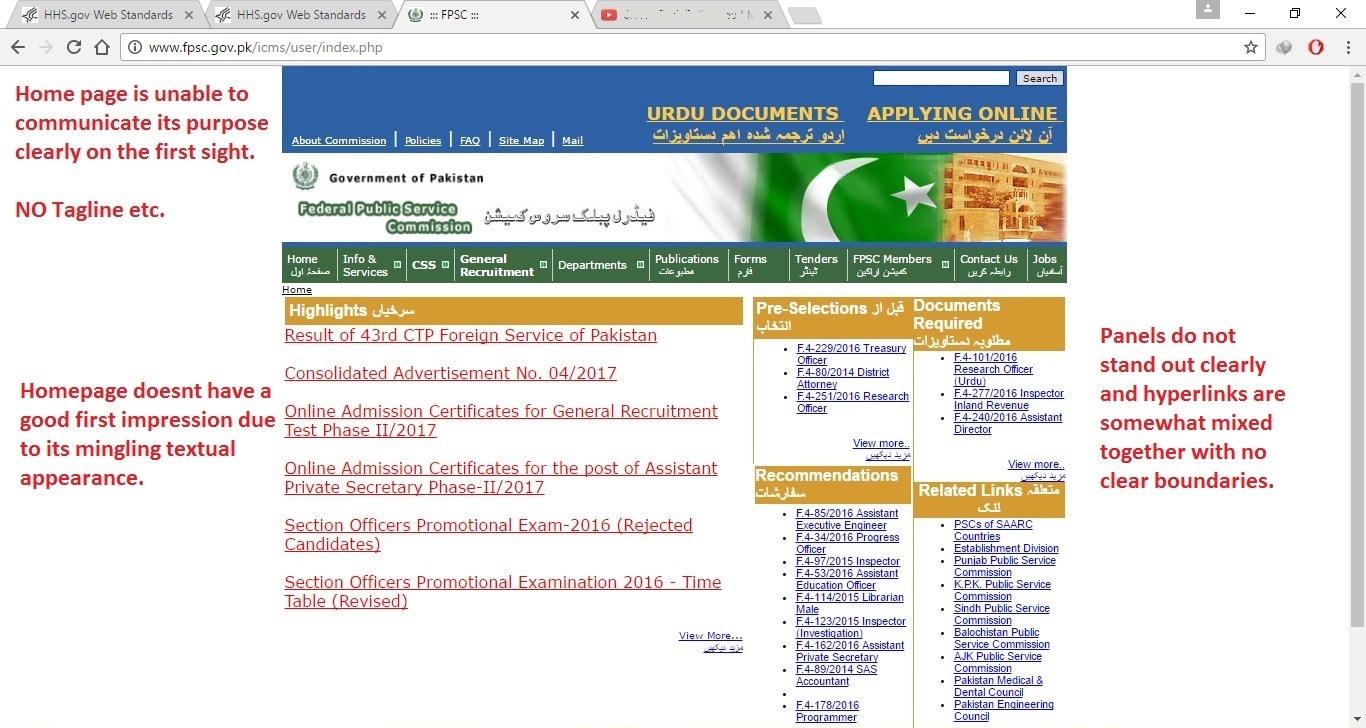 HHS.gov Web Standards
HHS.gov Web Standards
::: FPSC :::
www.fpsc.gov.pk/icms/user/index.php
Search
URDU DOCUMENTS
APPLYING ONLINE
اردو ترجمہ شدہ اھم دستاویزات
آن لائن درخواست دیں
About Commission | Policies | FAQ | Site Map | Mail
Government of Pakistan
Federal Public Service
Commission
فیڈرل پبلک سروس کمیشن
Home
صفحۂ اول
Info &
Services
CSS
General
Recruitment
Departments
Publications
مطبوعات
Forms
فارم
Tenders
ٹینڈر
FPSC Members
کمیشن اراکین
Contact Us
رابطہ کریں
Jobs
آسامیاں
Home
Highlights سرخیاں
Result of 43rd CTP Foreign Service of Pakistan
Consolidated Advertisement No. 04/2017
Online Admission Certificates for General Recruitment
Test Phase II/2017
Online Admission Certificates for the post of Assistant
Private Secretary Phase-II/2017
Section Officers Promotional Exam-2016 (Rejected
Candidates)
Section Officers Promotional Examination 2016 - Time
Table (Revised)
View More...
مزید دیکھیں
Pre-Selections قبل از
انتخاب
F.4-229/2016 Treasury
Officer
F.4-80/2014 District
Attorney
F.4-251/2016 Research
Officer
View more..
مزید دیکھیں
Recommendations
سفارشات
F.4-85/2016 Assistant
Executive Engineer
F.4-34/2016 Progress
Officer
F.4-97/2015 Inspector
F.4-53/2016 Assistant
Education Officer
F.4-114/2015 Librarian
Male
F.4-123/2015 Inspector
(Investigation)
F.4-162/2016 Assistant
Private Secretary
F.4-89/2014 SAS
Accountant
F.4-178/2016
Programmer
Documents
Required
مطلوبہ دستاویزات
F.4-101/2016
Research Officer
(Urdu)
F.4-277/2016 Inspector
Inland Revenue
F.4-240/2016 Assistant
Director
View more..
مزید دیکھیں
Related Links متعلقہ
لنک
PSCs of SAARC
Countries
Establishment Division
Punjab Public Service
Commission
K.P.K. Public Service
Commission
Sindh Public Service
Commission
Balochistan Public
Service Commission
AJK Public Service
Commission
Pakistan Medical &
Dental Council
Pakistan Engineering
Council
Home page is unable to
communicate its purpose
clearly on the first sight.
NO Tagline etc.
Homepage doesnt have a
good first impression due
to its mingling textual
appearance.
Panels do not
stand out clearly
and hyperlinks are
somewhat mixed
together with no
clear boundaries.